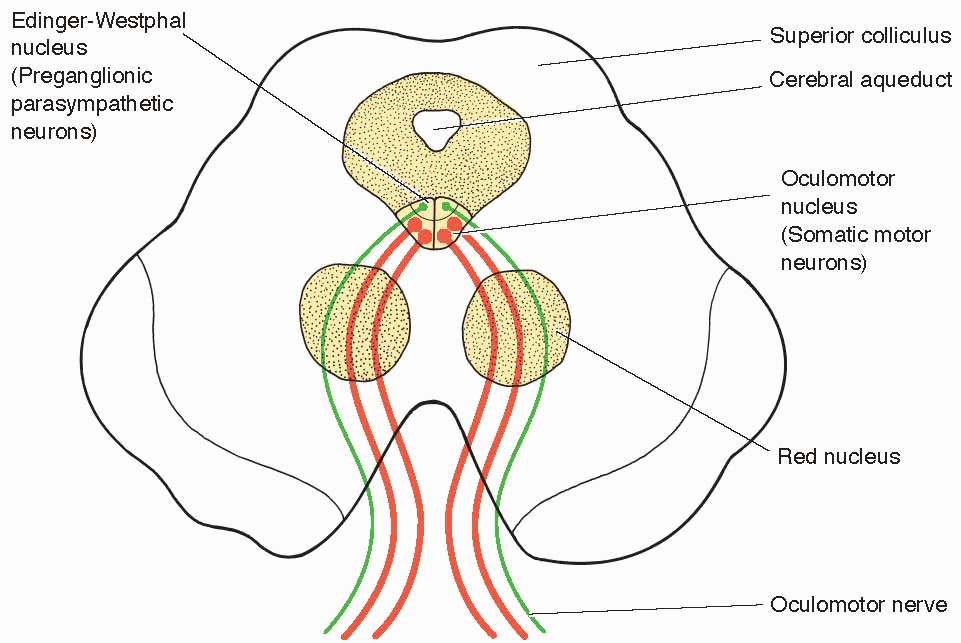 Edinger-Westphal
nucleus
(Preganglionic
parasympathetic
neurons)
Superior colliculus
Cerebral aqueduct
Oculomotor
nucleus
(Somatic motor
neurons)
Red nucleus
Oculomotor nerve